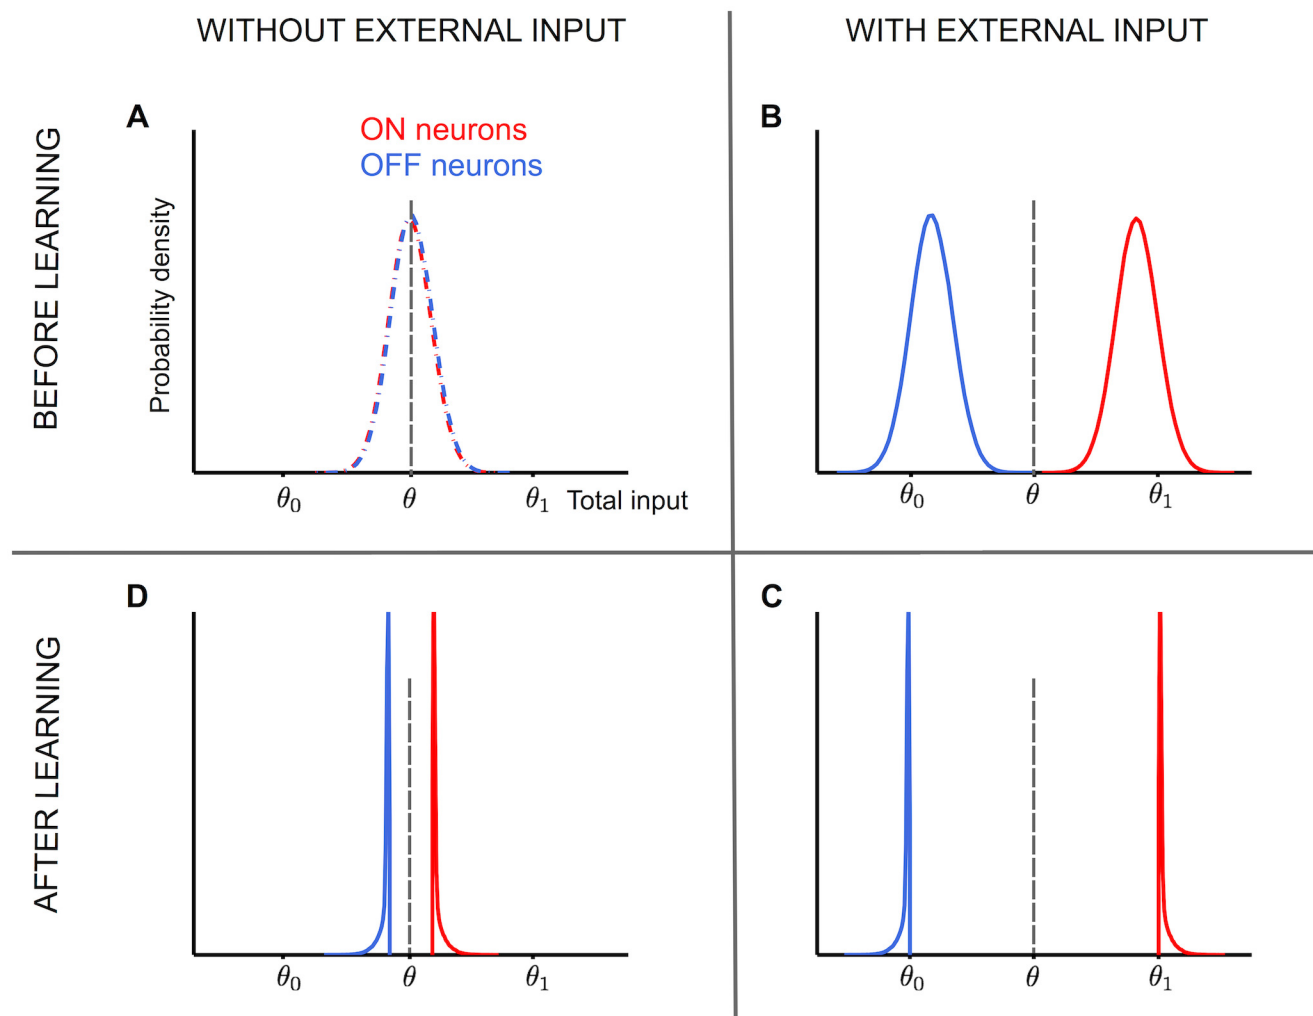 WITHOUT EXTERNAL INPUT
WITH EXTERNAL INPUT
BEFORE LEARNING
A
ON neurons
OFF neurons
Probability density
θ₀
θ
θ₁
Total input
B
θ₀
θ
θ₁
AFTER LEARNING
D
θ₀
θ
θ₁
C
θ₀
θ
θ₁